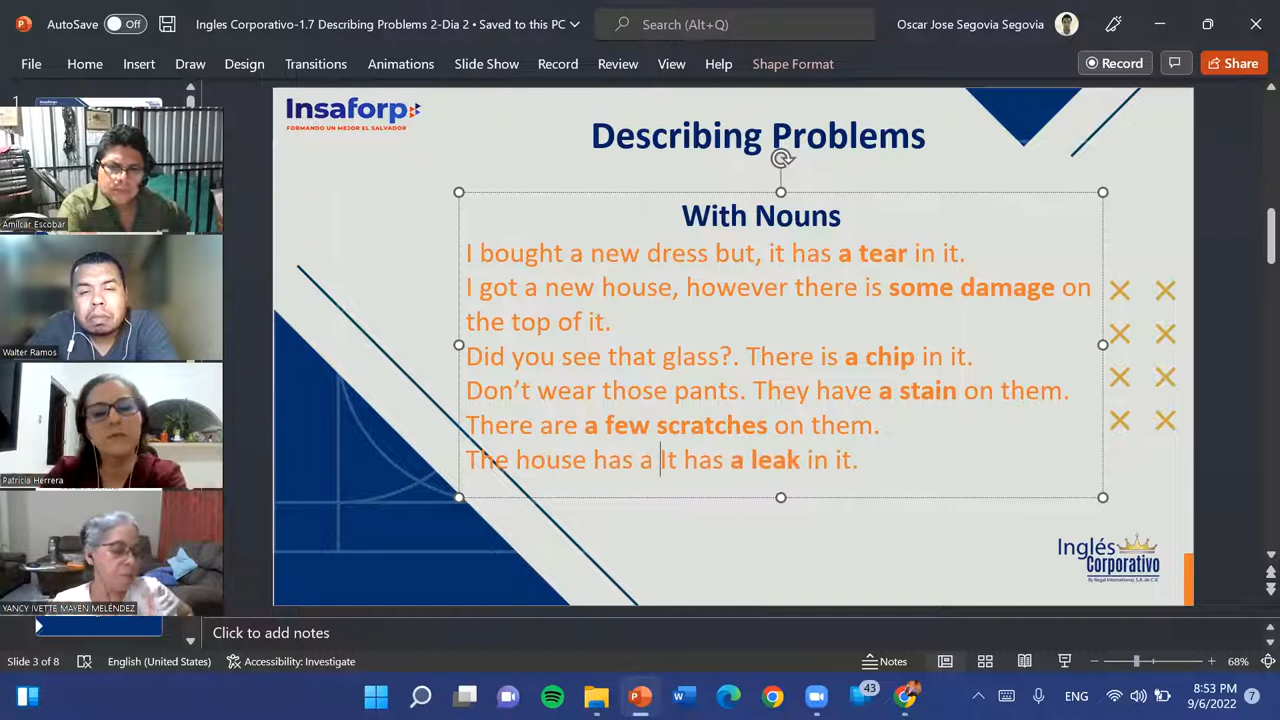 AutoSave Off
Ingles Corporativo-1.7 Describing Problems 2-Dia 2 • Saved to this PC
Search (Alt+Q)
Oscar Jose Segovia Segovia
File Home Insert Draw Design Transitions Animations Slide Show Record Review View Help Shape Format
Record
Share
1
Amilcar Escobar
Walter Ramos
Patricia Herrera
YANCY IVETTE MAYEN MELÉNDEZ
Insaforp
FORMANDO UN MEJOR EL SALVADOR
Describing Problems
With Nouns
I bought a new dress but, it has a tear in it.
I got a new house, however there is some damage on
the top of it.
Did you see that glass?. There is a chip in it.
Don’t wear those pants. They have a stain on them.
There are a few scratches on them.
The house has a It has a leak in it.
Inglés
Corporativo
By Regal International, S.A. de C.V.
Click to add notes
Slide 3 of 8
English (United States)
Accessibility: Investigate
Notes
68%
43
ENG
8:53 PM
9/6/2022
7